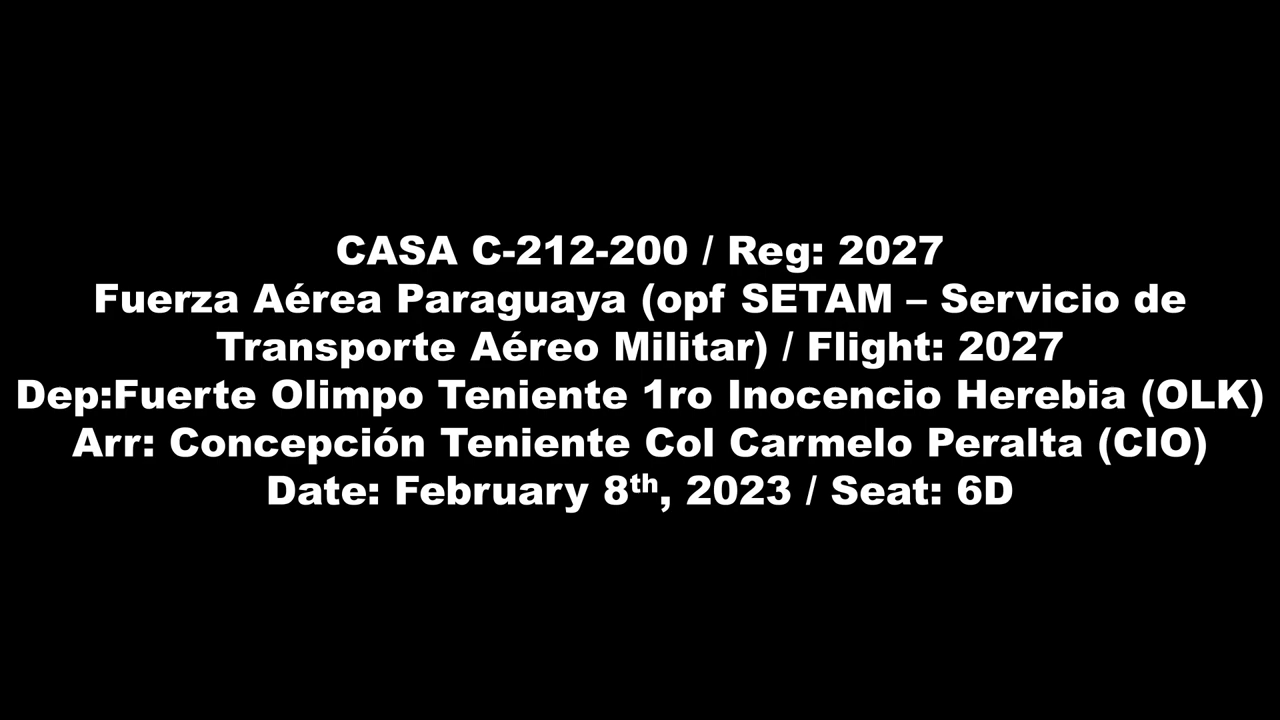 CASA C-212-200 / Reg: 2027
Fuerza Aérea Paraguaya (opf SETAM – Servicio de
Transporte Aéreo Militar) / Flight: 2027
Dep:Fuerte Olimpo Teniente 1ro Inocencio Herebia (OLK)
Arr: Concepción Teniente Col Carmelo Peralta (CIO)
Date: February 8th, 2023 / Seat: 6D